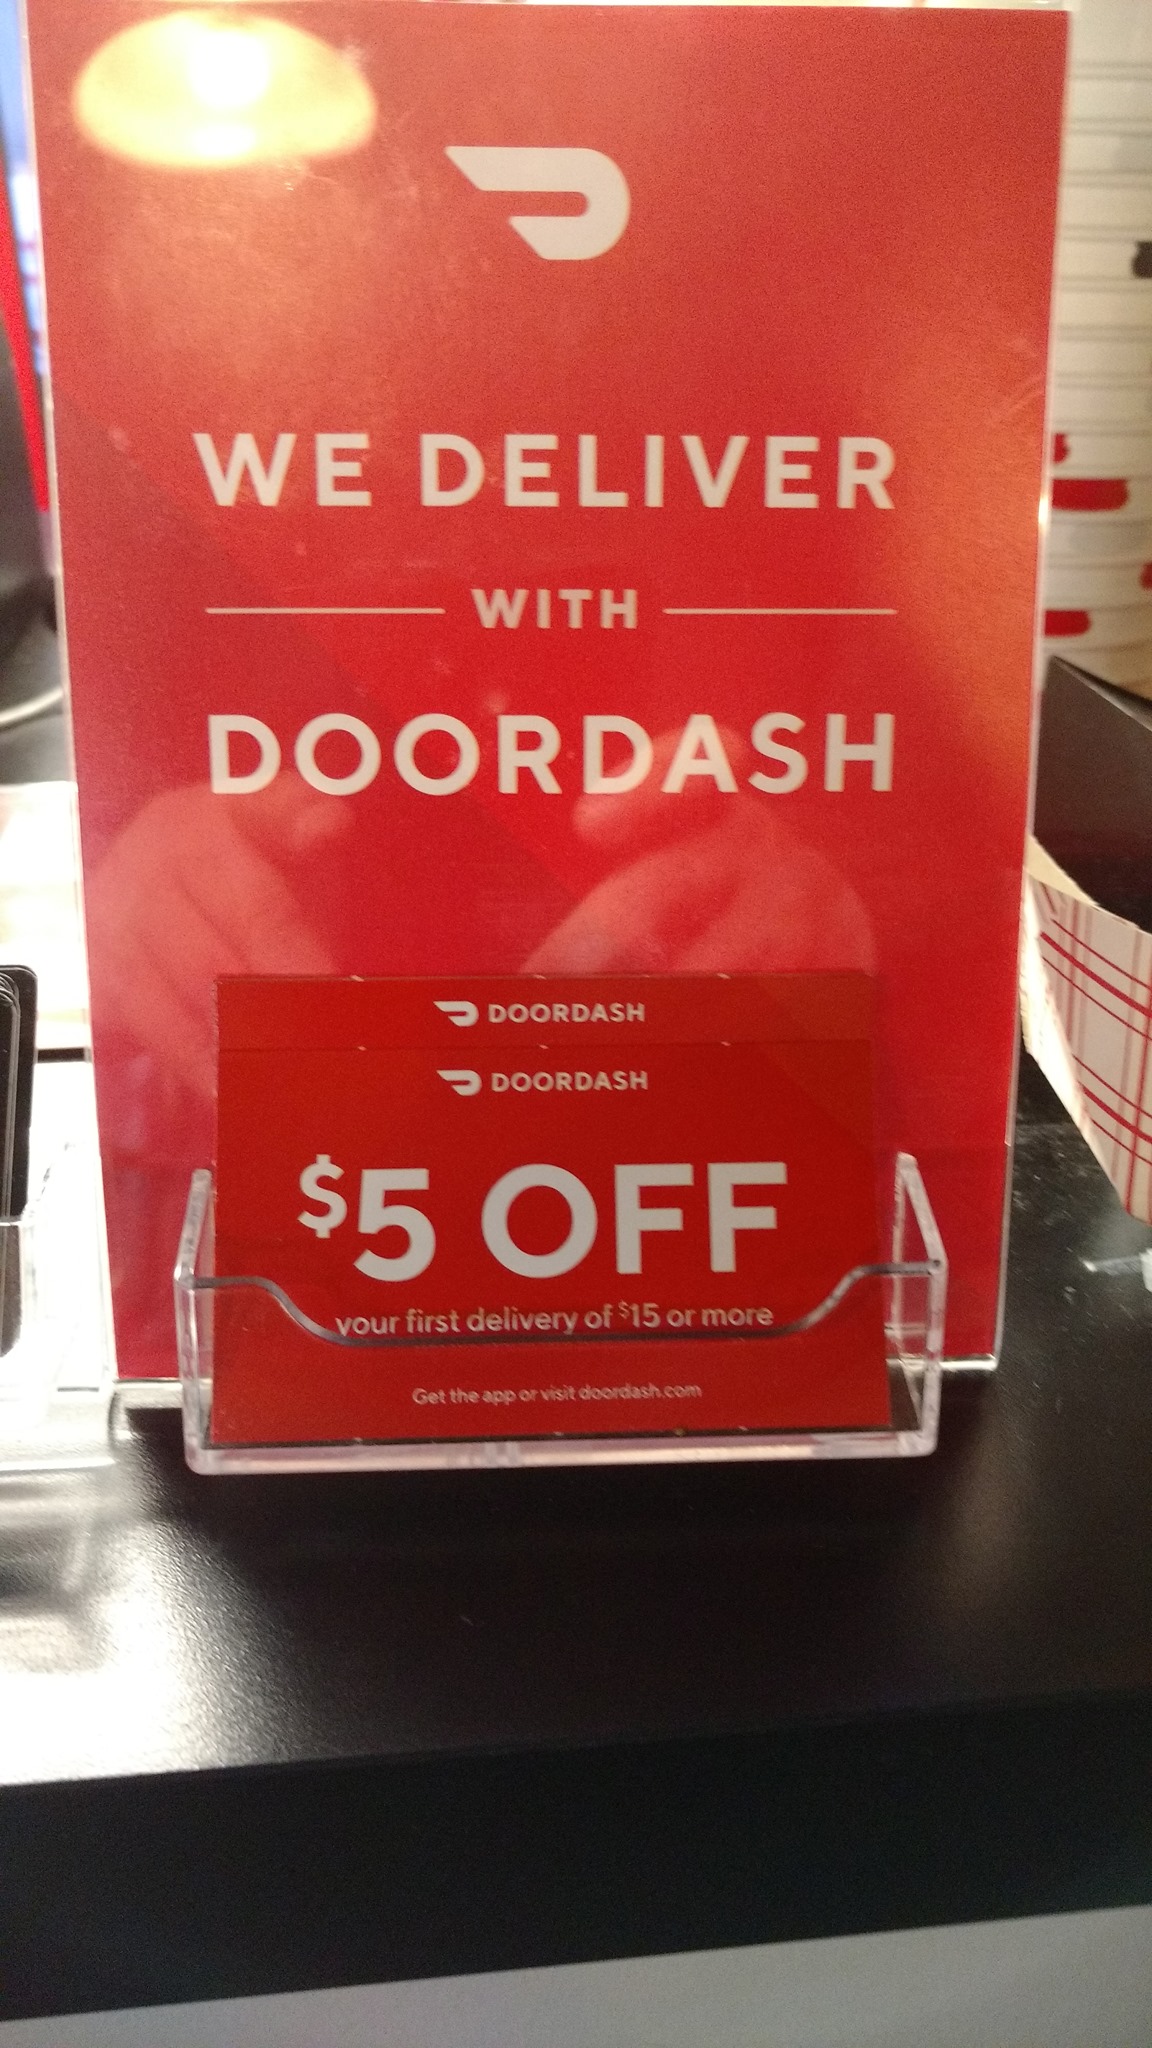 WE DELIVER
WITH
DOORDASH
DOORDASH
DOORDASH
$5 OFF
your first delivery of $15 or more
Get the app or visit doordash.com